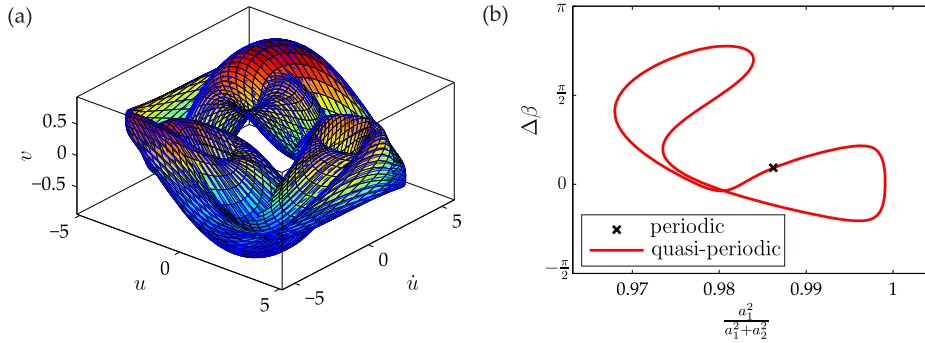 (a)
0.5
0
−0.5
v
−5
0
5
u
−5
0
5
u̇
(b)
π
π/2
0
−π/2
Δβ
× periodic
quasi-periodic
0.97 0.98 0.99 1
a₁²/(a₁²+a₂²)